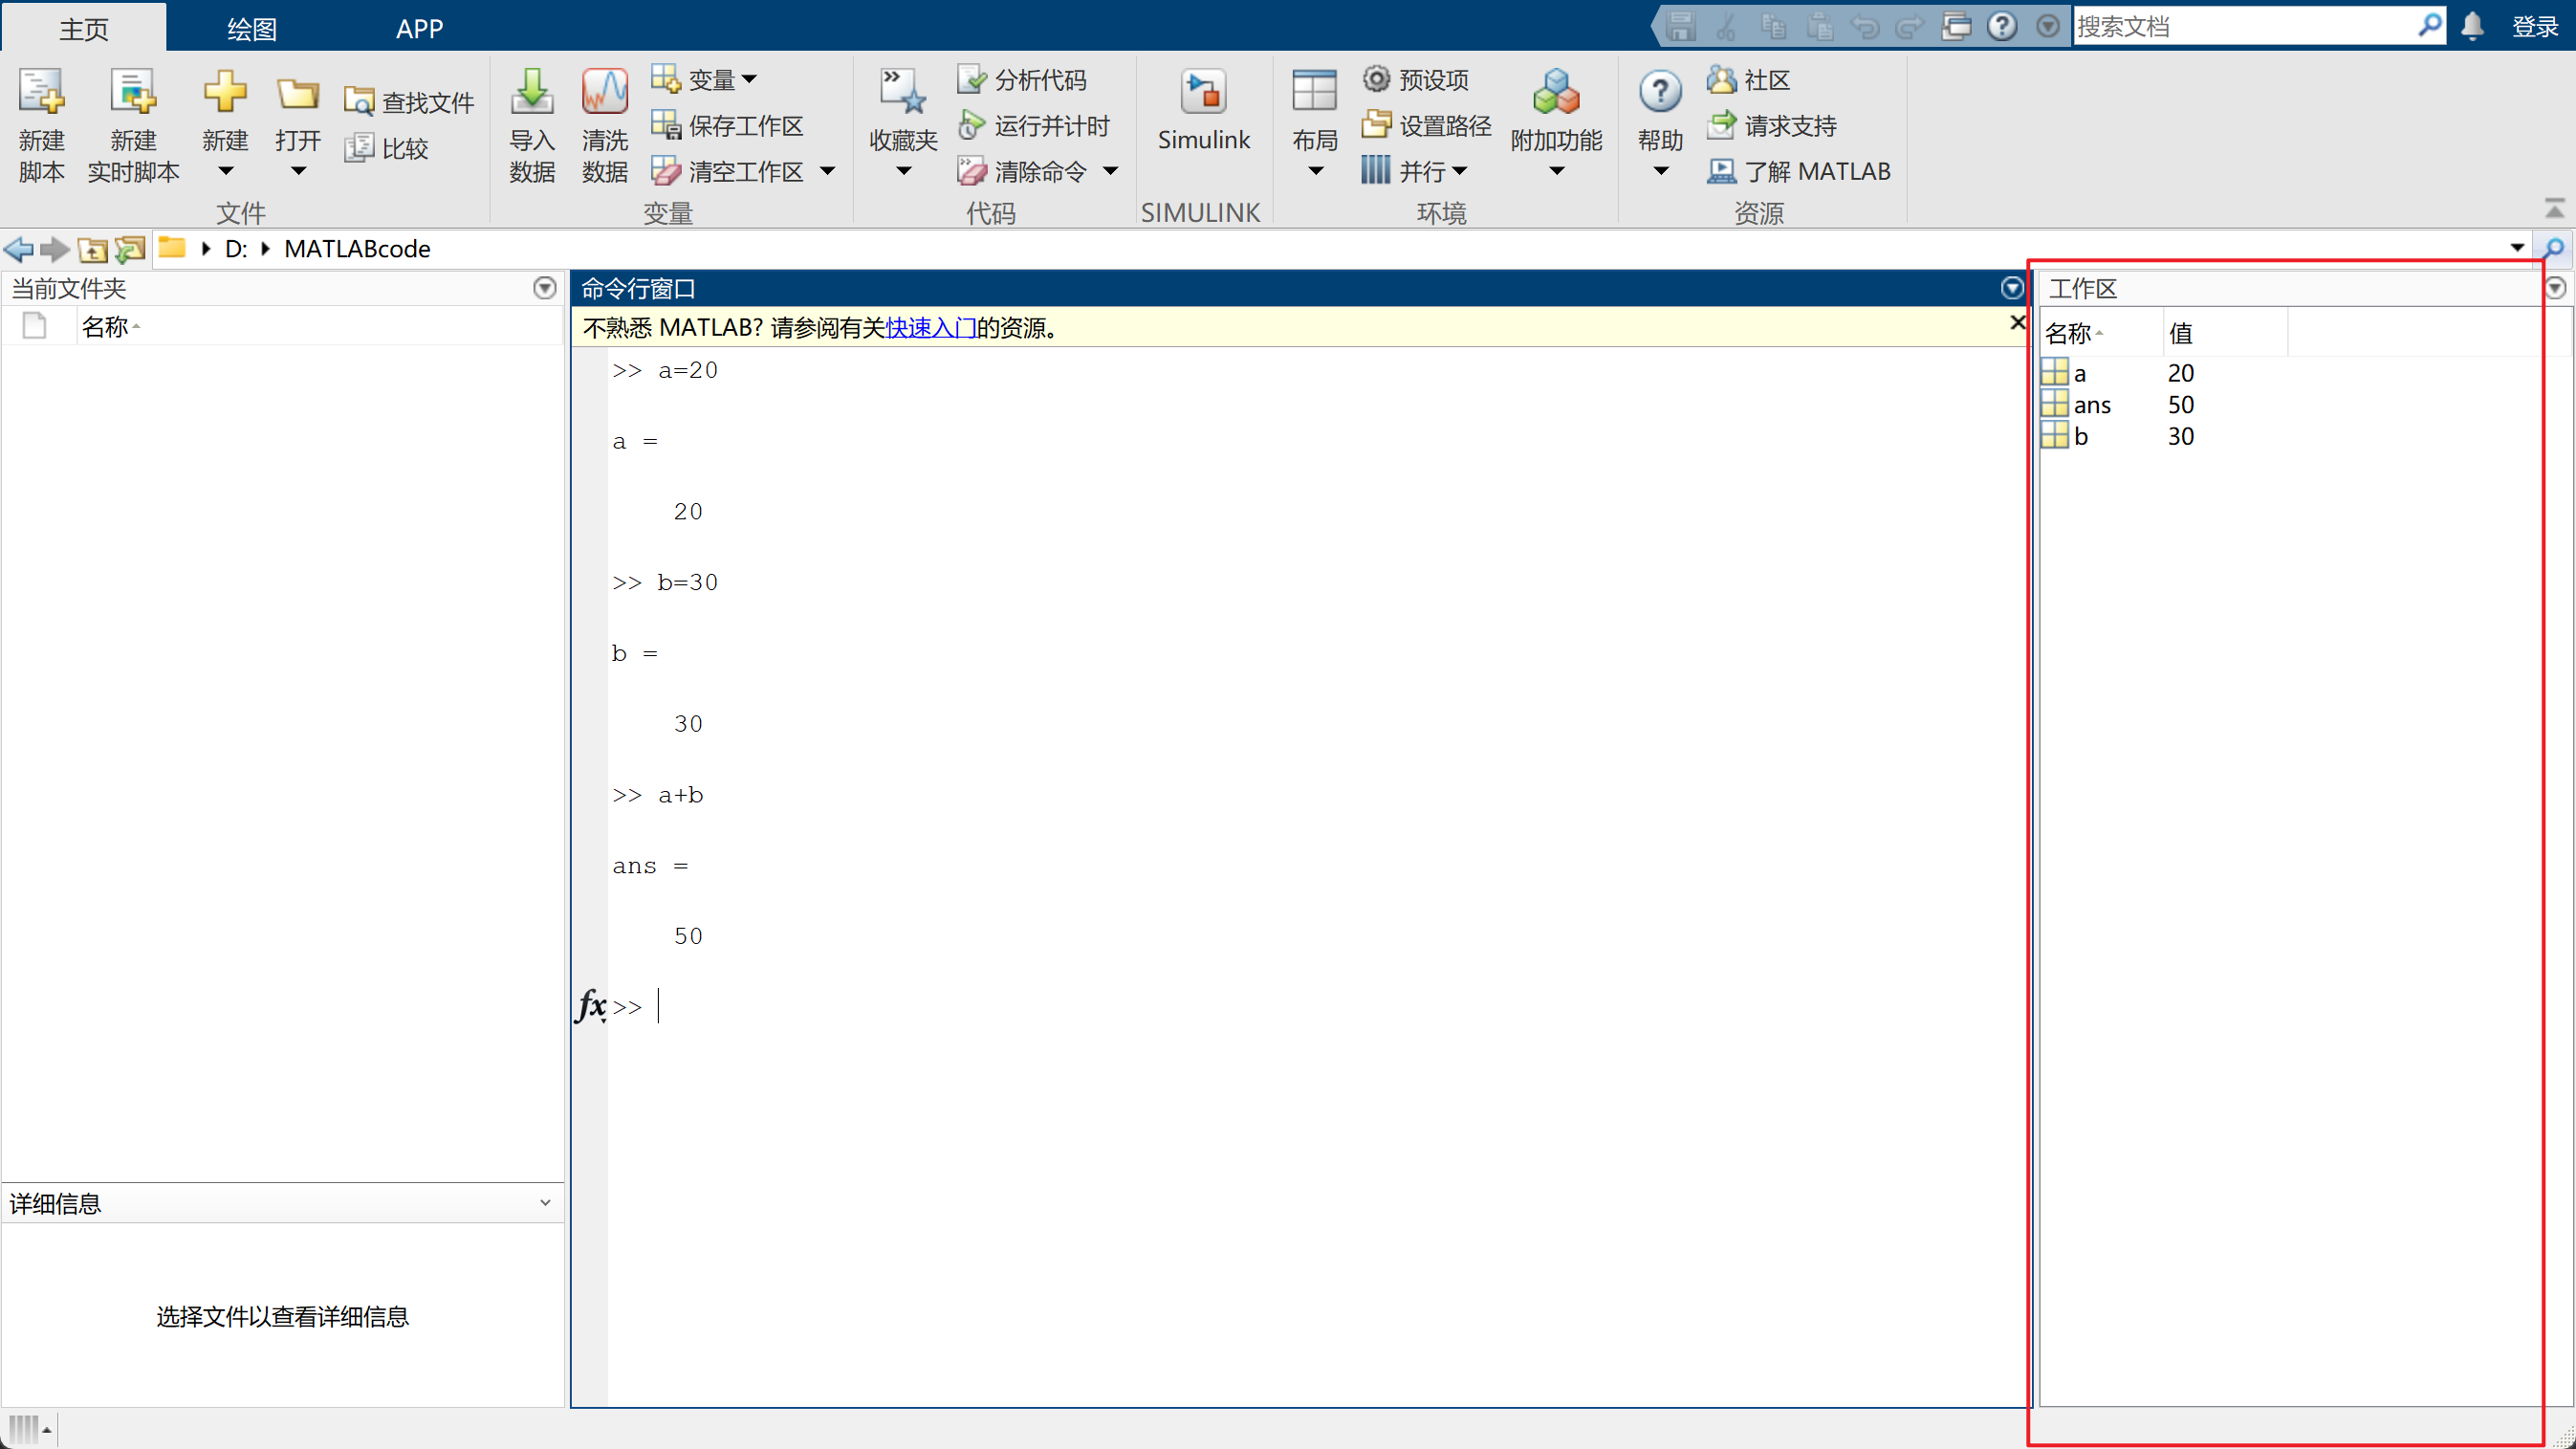 主页 绘图 APP
搜索文档 登录
新建
脚本
新建
实时脚本
新建
打开
查找文件
比较
文件
导入
数据
清洗
数据
变量
保存工作区
清空工作区
变量
收藏夹
分析代码
运行并计时
清除命令
代码
Simulink
SIMULINK
布局
预设项
设置路径
并行
附加功能
环境
帮助
社区
请求支持
了解 MATLAB
资源
D: MATLABcode
当前文件夹
名称
详细信息
选择文件以查看详细信息
命令行窗口
不熟悉 MATLAB? 请参阅有关快速入门的资源。
>> a=20
a =
20
>> b=30
b =
30
>> a+b
ans =
50
fx >>
工作区
名称 值
a 20
ans 50
b 30